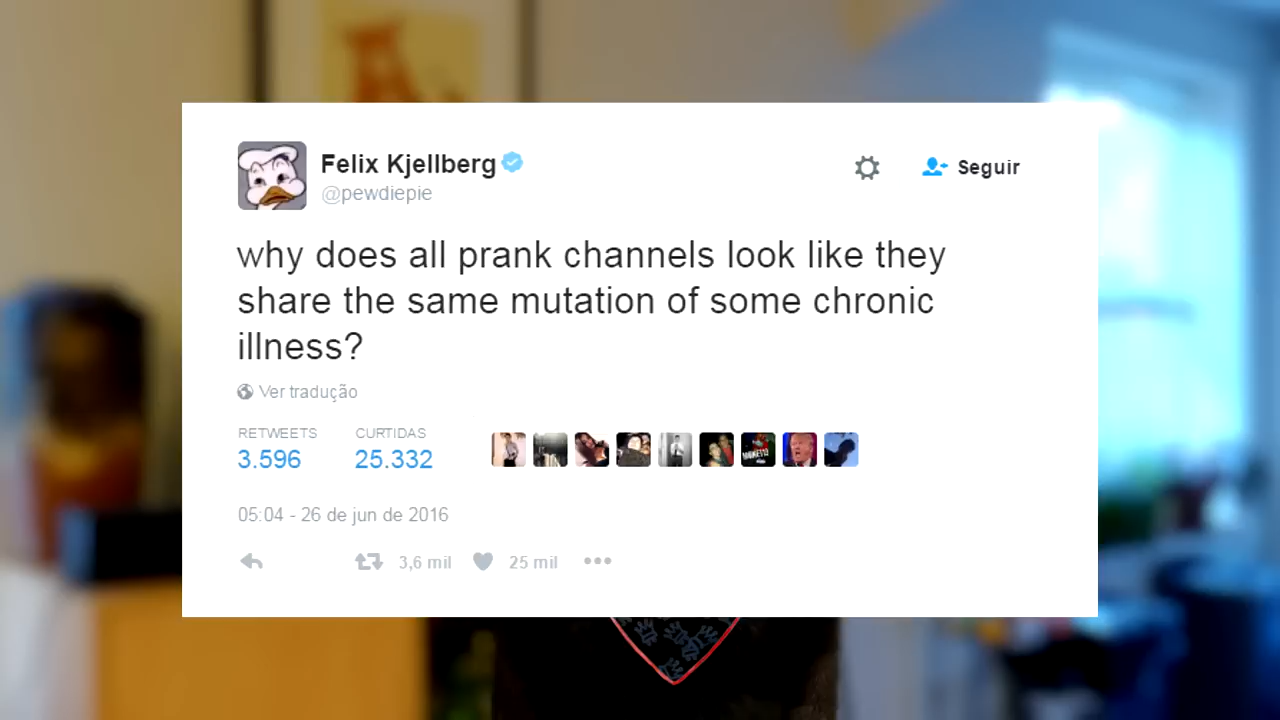 Felix Kjellberg
@pewdiepie
Seguir
why does all prank channels look like they
share the same mutation of some chronic
illness?
Ver tradução
RETWEETS CURTIDAS
3.596 25.332
05:04 - 26 de jun de 2016
3,6 mil 25 mil